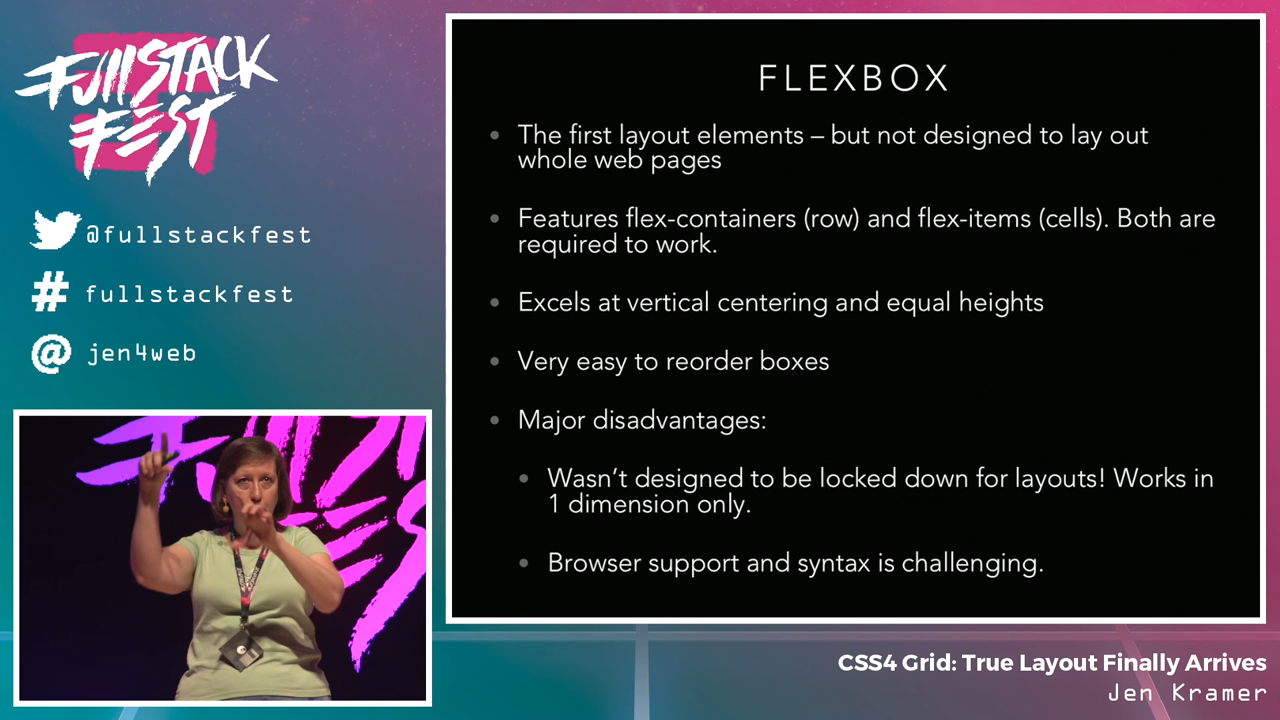 FullSTACK
FEST
@fullstackfest
# fullstackfest
@ jen4web
FLEXBOX
• The first layout elements – but not designed to lay out
whole web pages
• Features flex-containers (row) and flex-items (cells). Both are
required to work.
• Excels at vertical centering and equal heights
• Very easy to reorder boxes
• Major disadvantages:
• Wasn’t designed to be locked down for layouts! Works in
1 dimension only.
• Browser support and syntax is challenging.
CSS4 Grid: True Layout Finally Arrives
Jen Kramer